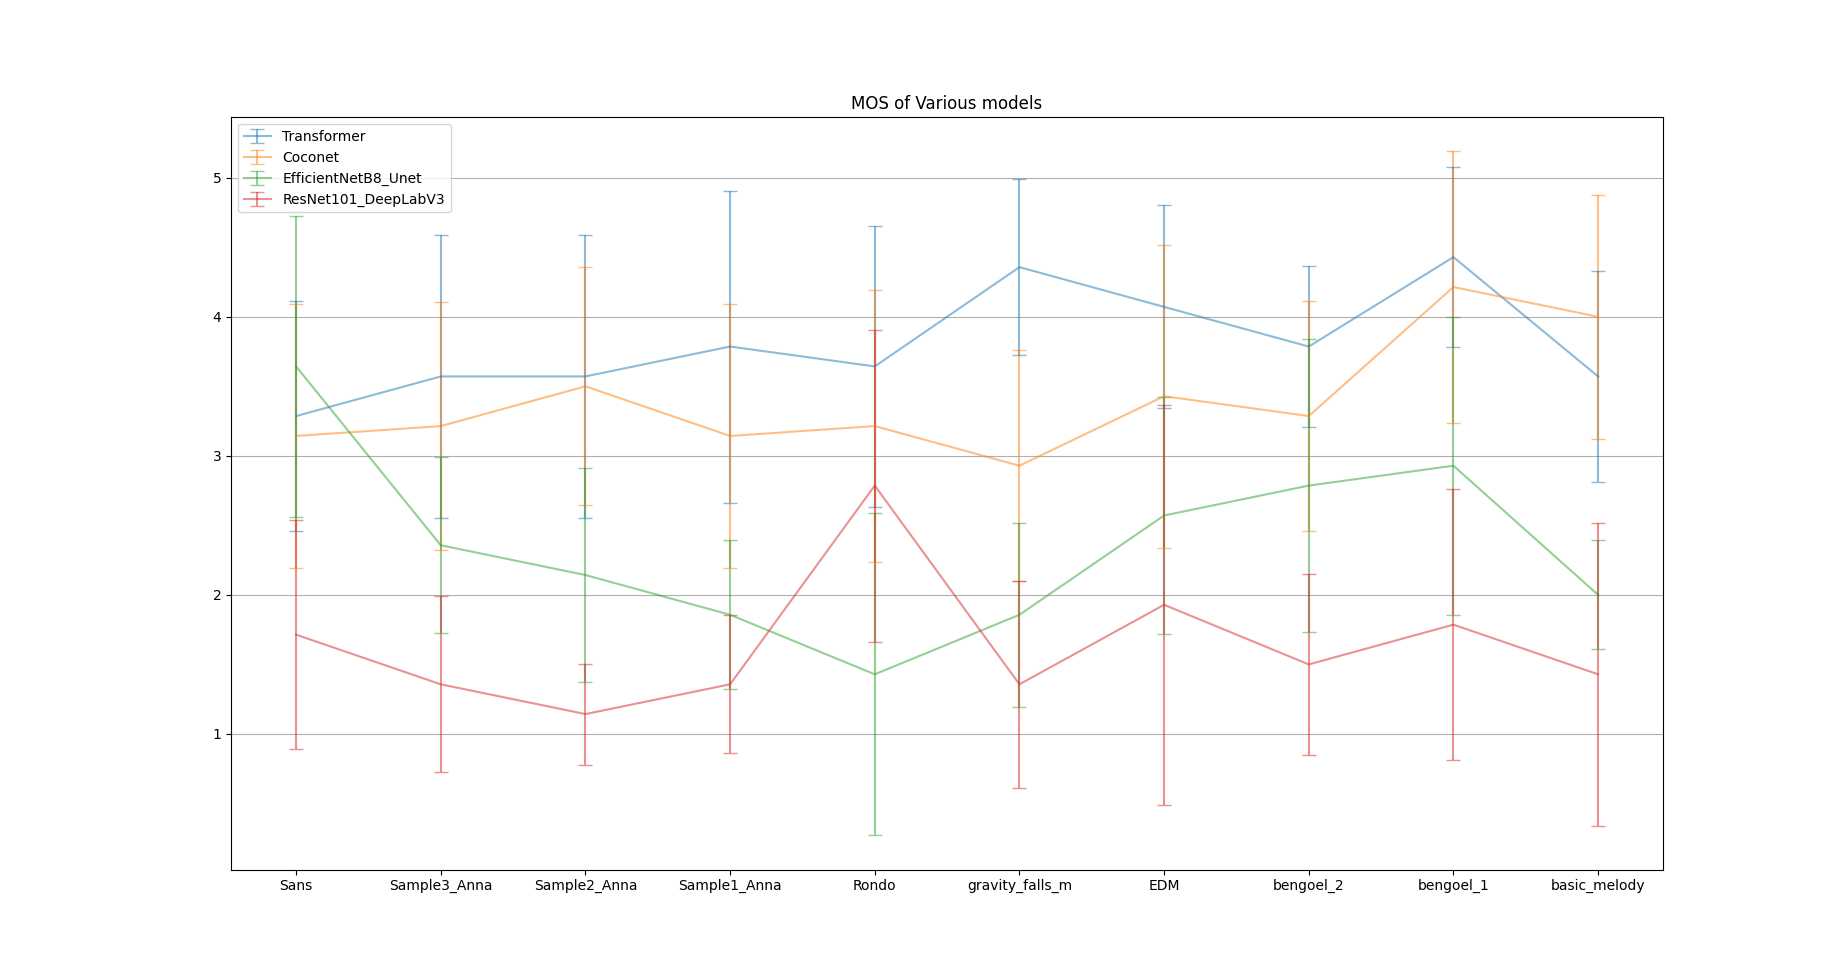 MOS of Various models
Transformer
Coconet
EfficientNetB8_Unet
ResNet101_DeepLabV3
5
4
3
2
1
Sans Sample3_Anna Sample2_Anna Sample1_Anna Rondo gravity_falls_m EDM bengoel_2 bengoel_1 basic_melody